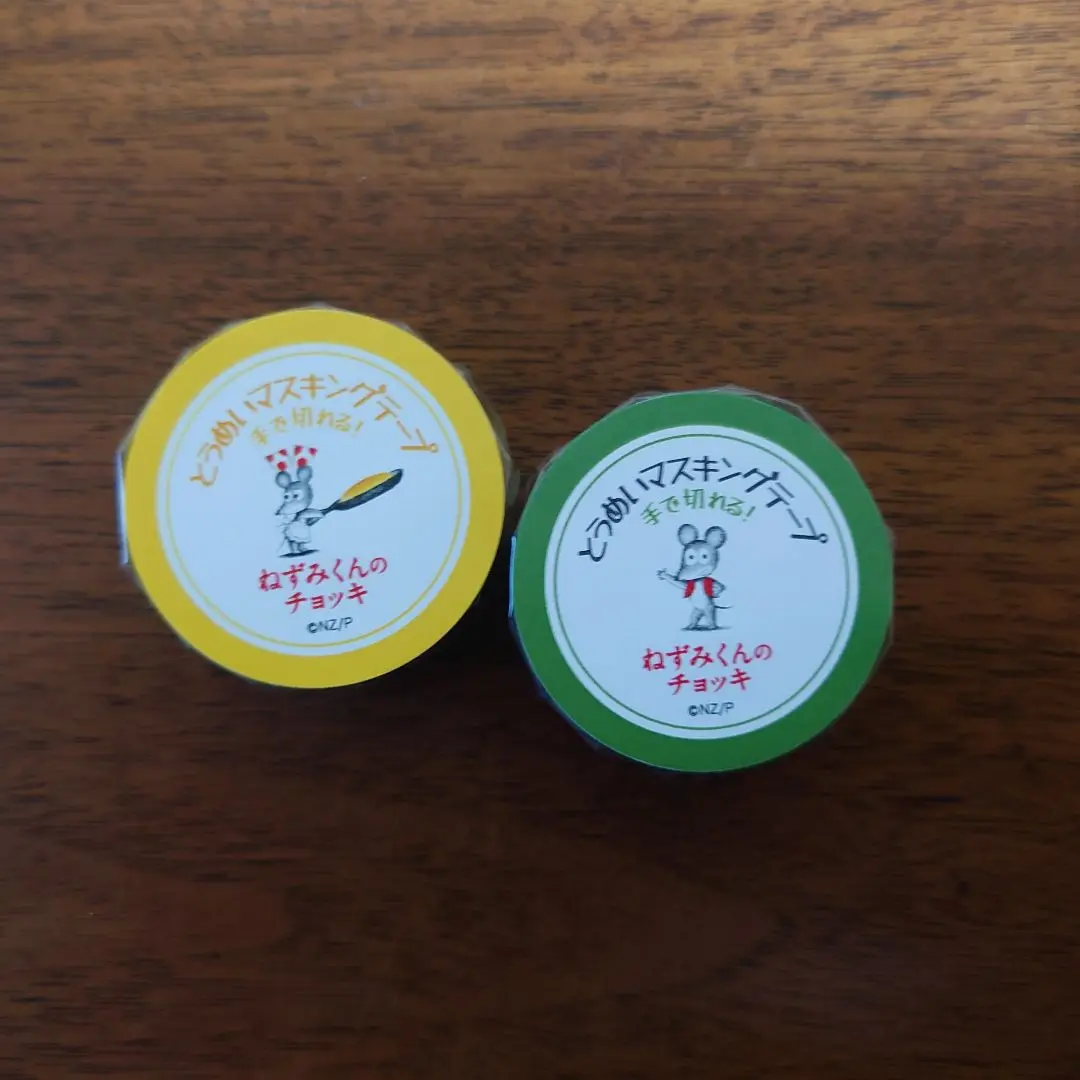 とうめいマスキングテープ
手で切れる!
ねずみくんの
チョッキ
©NZ/P
とうめいマスキングテープ
手で切れる!
ねずみくんの
チョッキ
©NZ/P